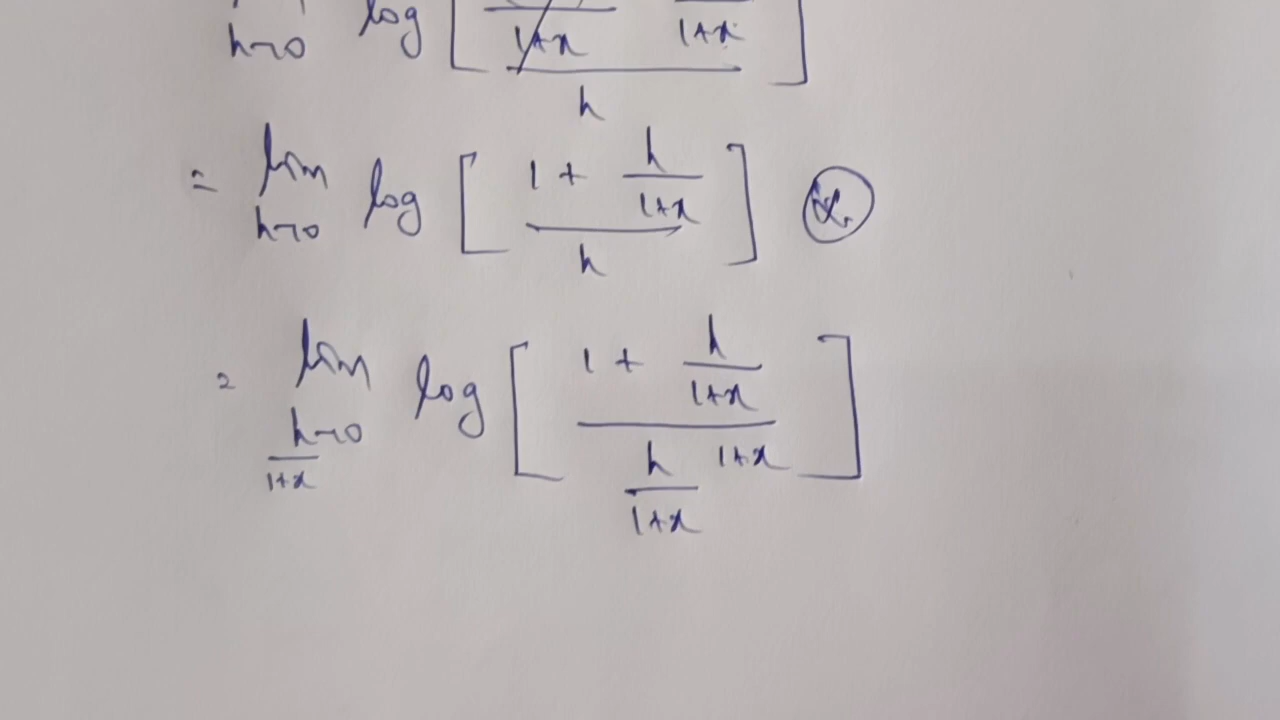 lim h→0 log [ 1+x 1+x / h ]
= lim h→0 log [ (1 + h/(1+x)) / h ]
= lim h/(1+x)→0 log [ (1 + h/(1+x)) / (h/(1+x) 1+x) ]